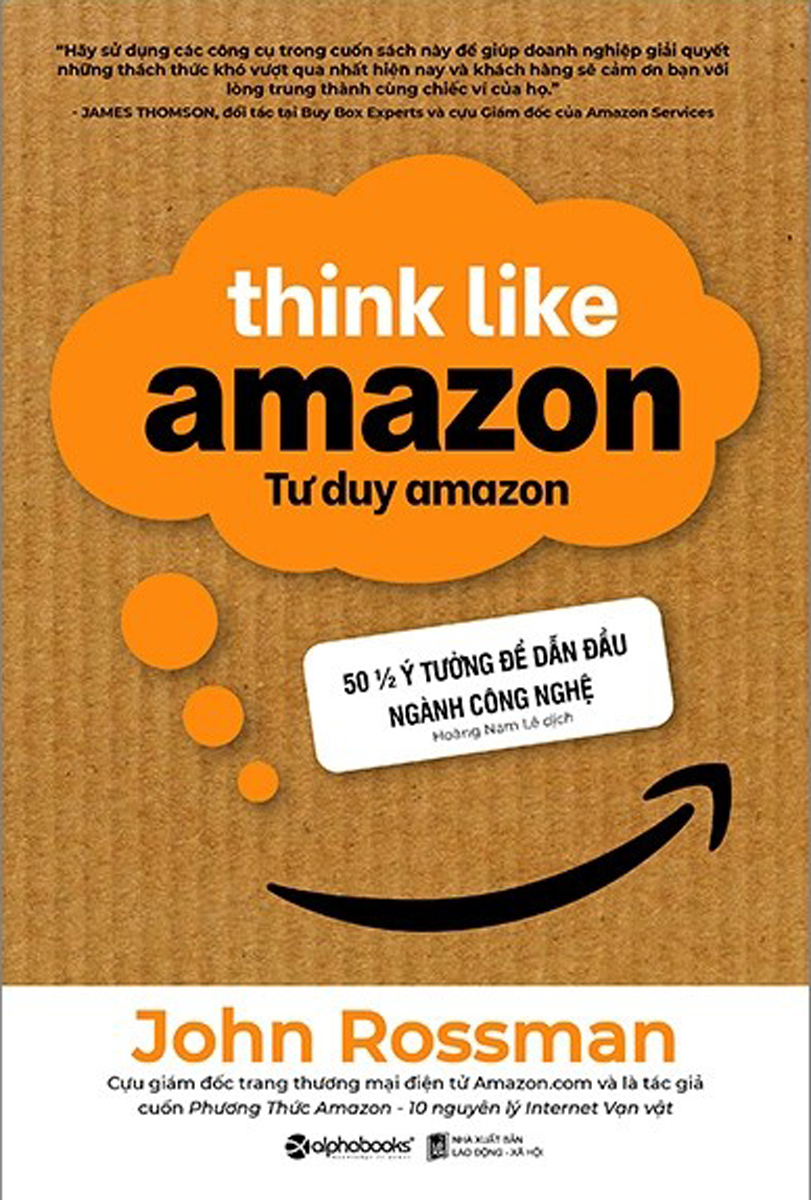 “Hãy sử dụng các công cụ trong cuốn sách này để giúp doanh nghiệp giải quyết
những thách thức khó vượt qua nhất hiện nay và khách hàng sẽ cảm ơn bạn với
lòng trung thành cùng chiếc ví của họ.”
- JAMES THOMSON, đối tác tại Buy Box Experts và cựu Giám đốc của Amazon Services
think like
amazon
Tư duy amazon
50 ½ Ý TƯỞNG ĐỂ DẪN ĐẦU
NGÀNH CÔNG NGHỆ
Hoàng Nam Lê dịch
John Rossman
Cựu giám đốc trang thương mại điện tử Amazon.com và là tác giả
cuốn Phương Thức Amazon - 10 nguyên lý Internet Vạn vật
alphabooks®
knowledge is power
NHÀ XUẤT BẢN
LAO ĐỘNG - XÃ HỘI